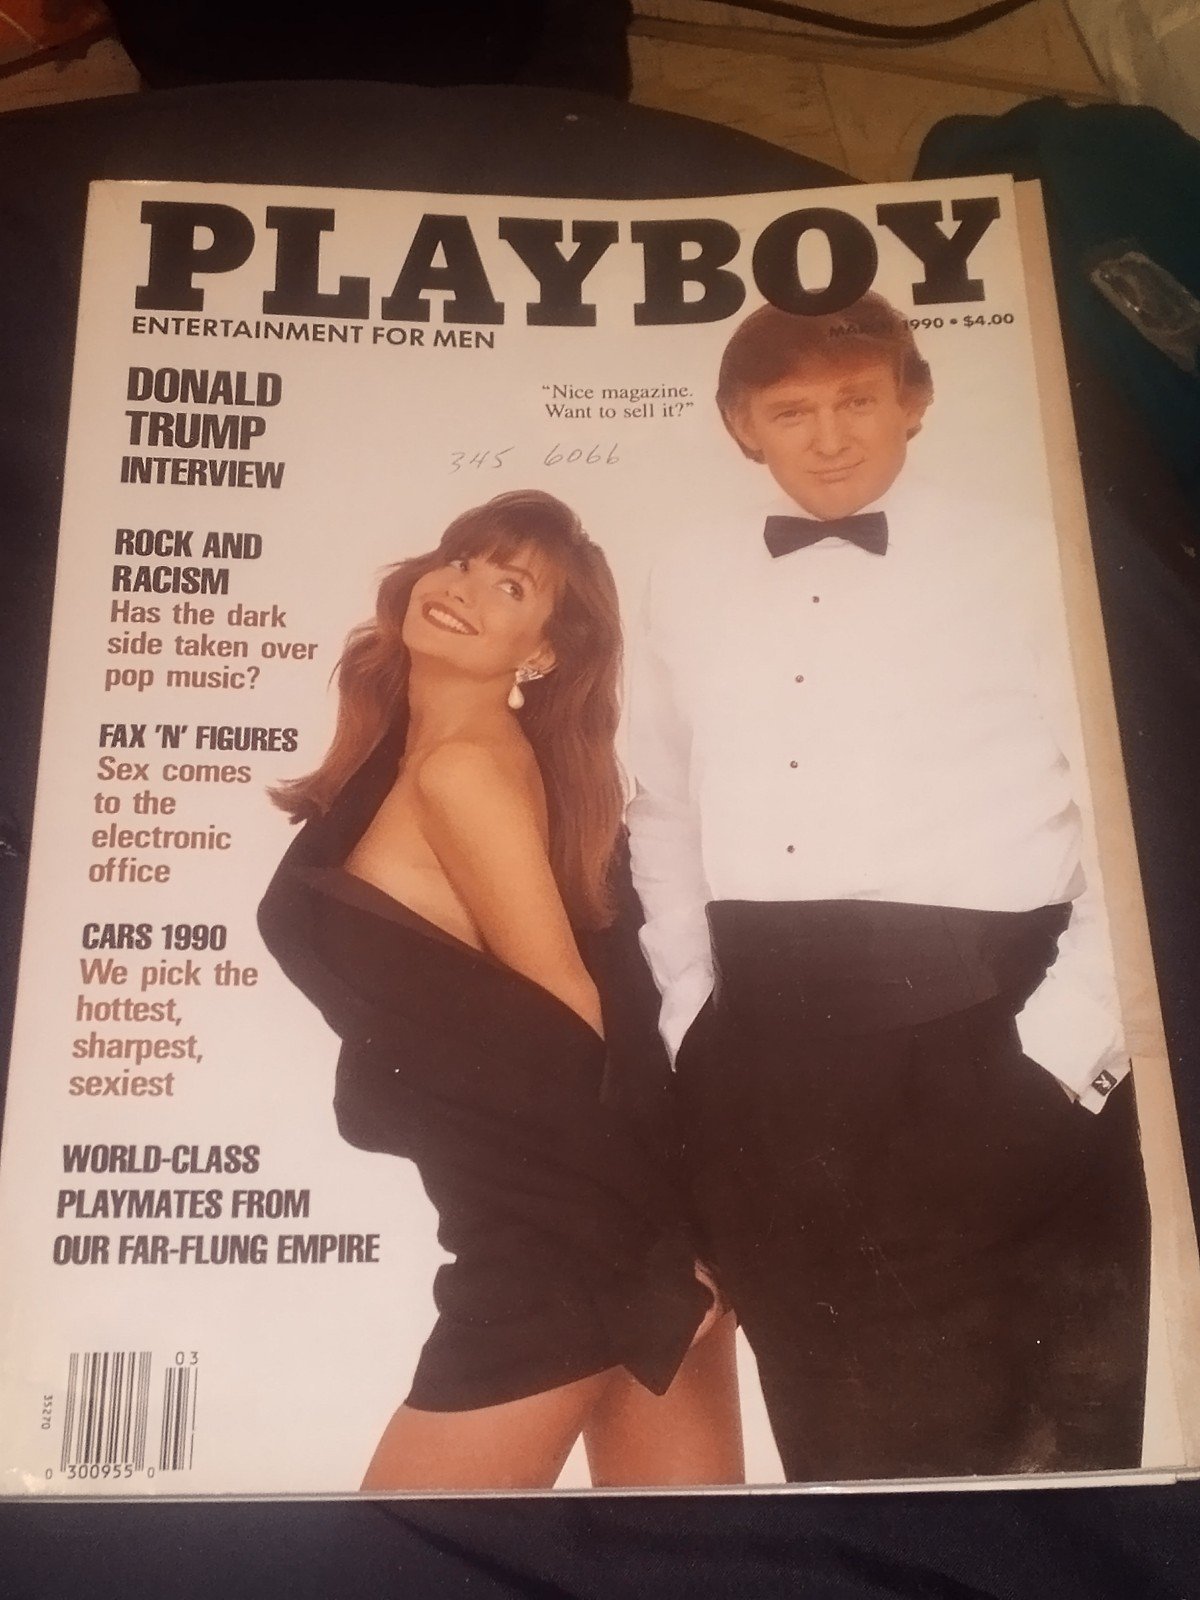 PLAYBOY
ENTERTAINMENT FOR MEN
MARCH 1990 • $4.00
DONALD
TRUMP
INTERVIEW
"Nice magazine.
Want to sell it?"
345 6066
ROCK AND
RACISM
Has the dark
side taken over
pop music?
FAX 'N' FIGURES
Sex comes
to the
electronic
office
CARS 1990
We pick the
hottest,
sharpest,
sexiest
WORLD-CLASS
PLAYMATES FROM
OUR FAR-FLUNG EMPIRE
03
35270
0 300955 0